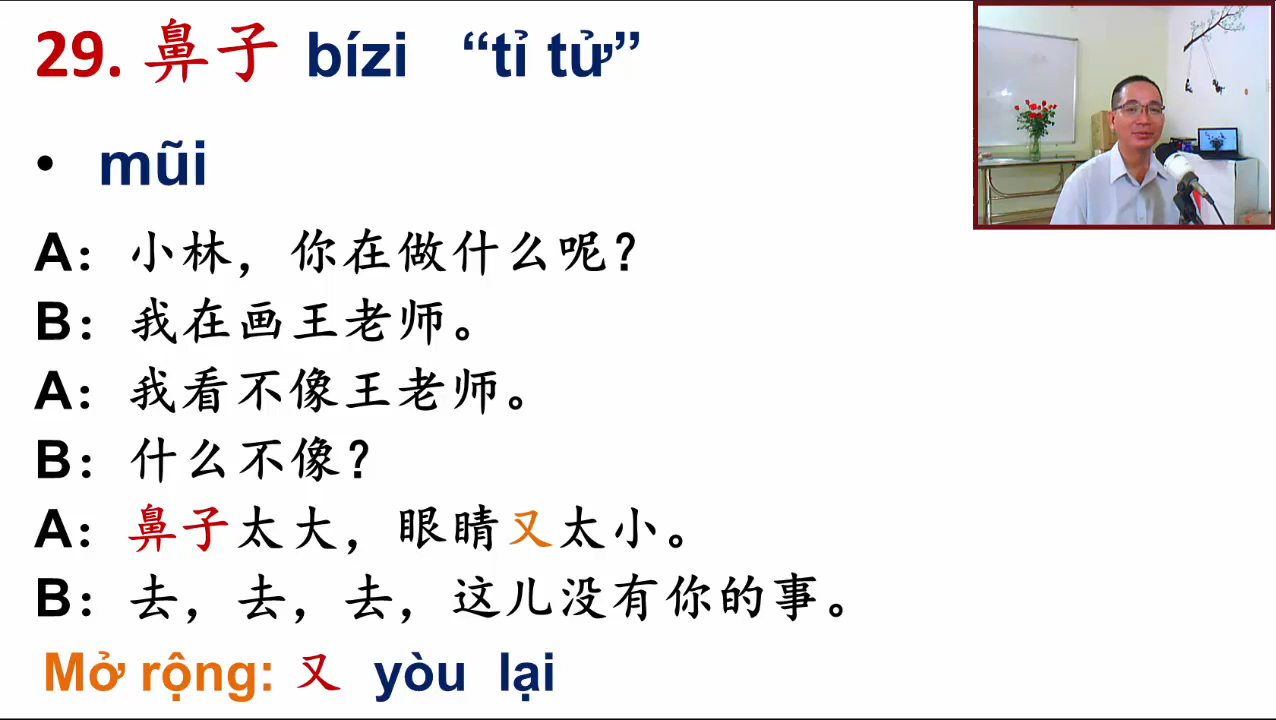 29. 鼻子 bízi “tỉ tử”
• mũi
A：小林，你在做什么呢？
B：我在画王老师。
A：我看不像王老师。
B：什么不像？
A：鼻子太大，眼睛又太小。
B：去，去，去，这儿没有你的事。
Mở rộng: 又 yòu lại